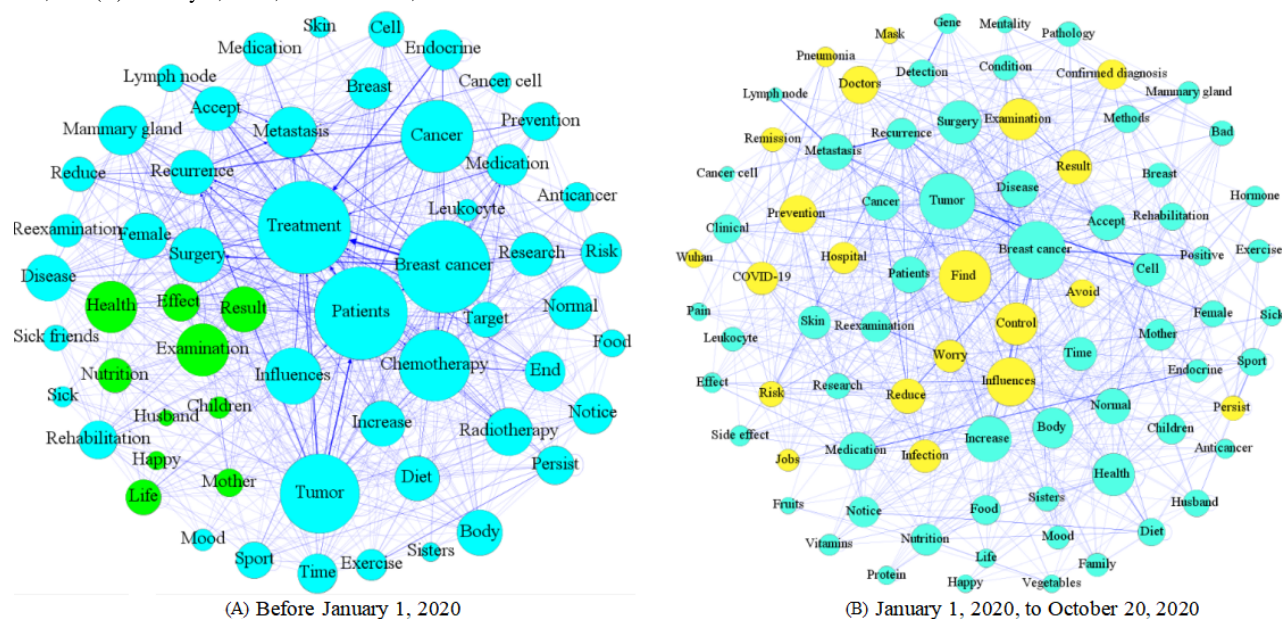 Skin
Cell
Medication
Endocrine
Lymph node
Breast
Cancer cell
Accept
Mammary gland
Metastasis
Cancer
Prevention
Reduce
Recurrence
Medication
Anticancer
Leukocyte
Treatment
Reexamination
Female
Surgery
Research
Risk
Disease
Breast cancer
Health
Effect
Result
Patients
Target
Normal
Sick friends
Examination
Food
Nutrition
Influences
Chemotherapy
End
Sick
Husband
Children
Increase
Notice
Rehabilitation
Radiotherapy
Happy
Persist
Life
Mother
Tumor
Diet
Mood
Body
Sport
Time
Exercise
Sisters
(A) Before January 1, 2020
Gene
Mentality
Mask
Pathology
Pneumonia
Doctors
Detection
Condition
Confirmed diagnosis
Lymph node
Mammary gland
Remission
Metastasis
Recurrence
Surgery
Examination
Methods
Bad
Cancer cell
Result
Breast
Prevention
Cancer
Tumor
Disease
Hormone
Clinical
Accept
Rehabilitation
Wuhan
COVID-19
Hospital
Breast cancer
Positive
Exercise
Patients
Find
Cell
Avoid
Pain
Skin
Reexamination
Control
Mother
Female
Sick
Leukocyte
Worry
Time
Sport
Effect
Research
Risk
Reduce
Influences
Endocrine
Normal
Persist
Side effect
Medication
Increase
Body
Children
Anticancer
Jobs
Infection
Health
Fruits
Notice
Food
Sisters
Husband
Vitamins
Nutrition
Mood
Diet
Life
Family
Protein
Happy
Vegetables
(B) January 1, 2020, to October 20, 2020